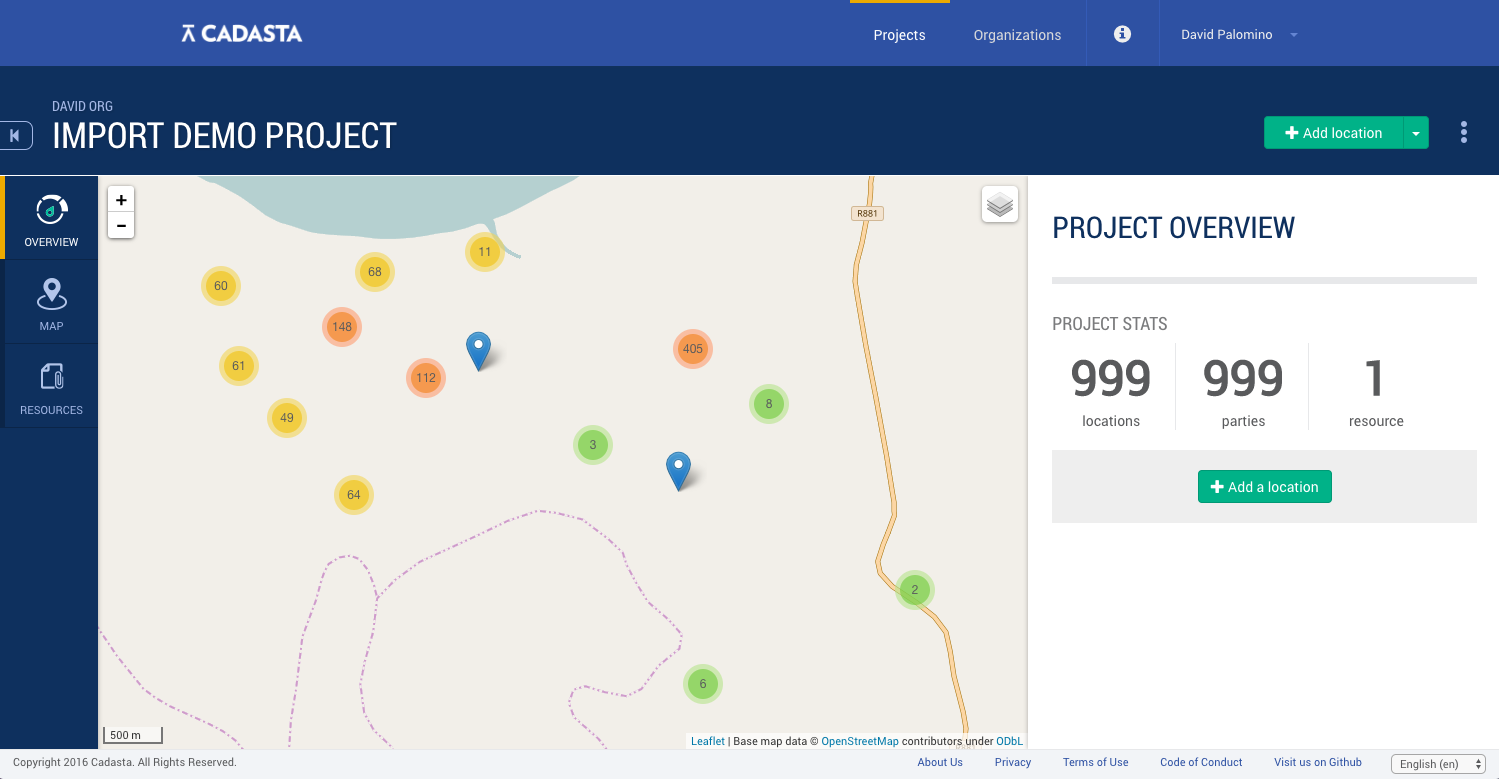 CADASTA
Projects
Organizations
David Palomino
DAVID ORG
IMPORT DEMO PROJECT
+ Add location
OVERVIEW
MAP
RESOURCES
+
−
R881
60
68
11
148
61
112
405
49
8
3
64
2
6
500 m
Leaflet | Base map data © OpenStreetMap contributors under ODbL
PROJECT OVERVIEW
PROJECT STATS
999
locations
999
parties
1
resource
+ Add a location
Copyright 2016 Cadasta. All Rights Reserved.
About Us
Privacy
Terms of Use
Code of Conduct
Visit us on Github
English (en)